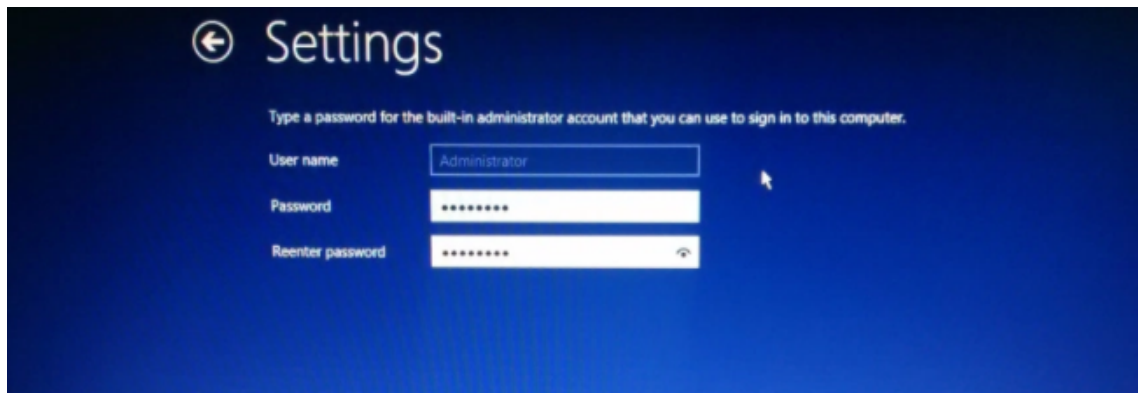 Settings
Type a password for the built-in administrator account that you can use to sign in to this computer.
User name
Administrator
Password
••••••••
Reenter password
••••••••